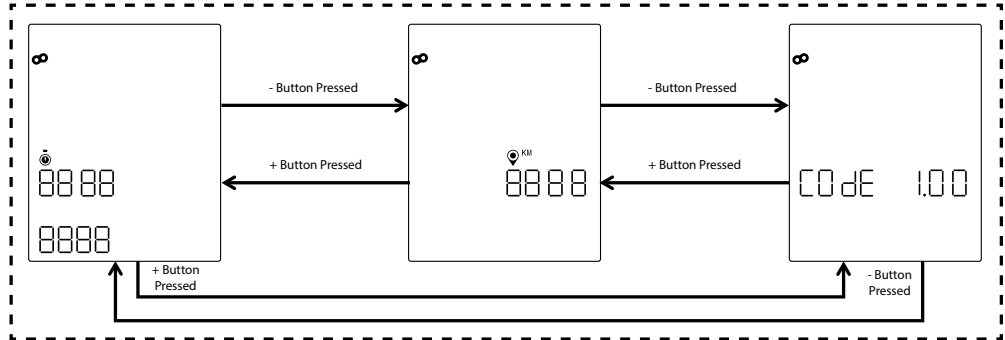 - Button Pressed
- Button Pressed
KM
+ Button Pressed
+ Button Pressed
88 88
8888
COdE 1.00
8888
+ Button
Pressed
- Button
Pressed